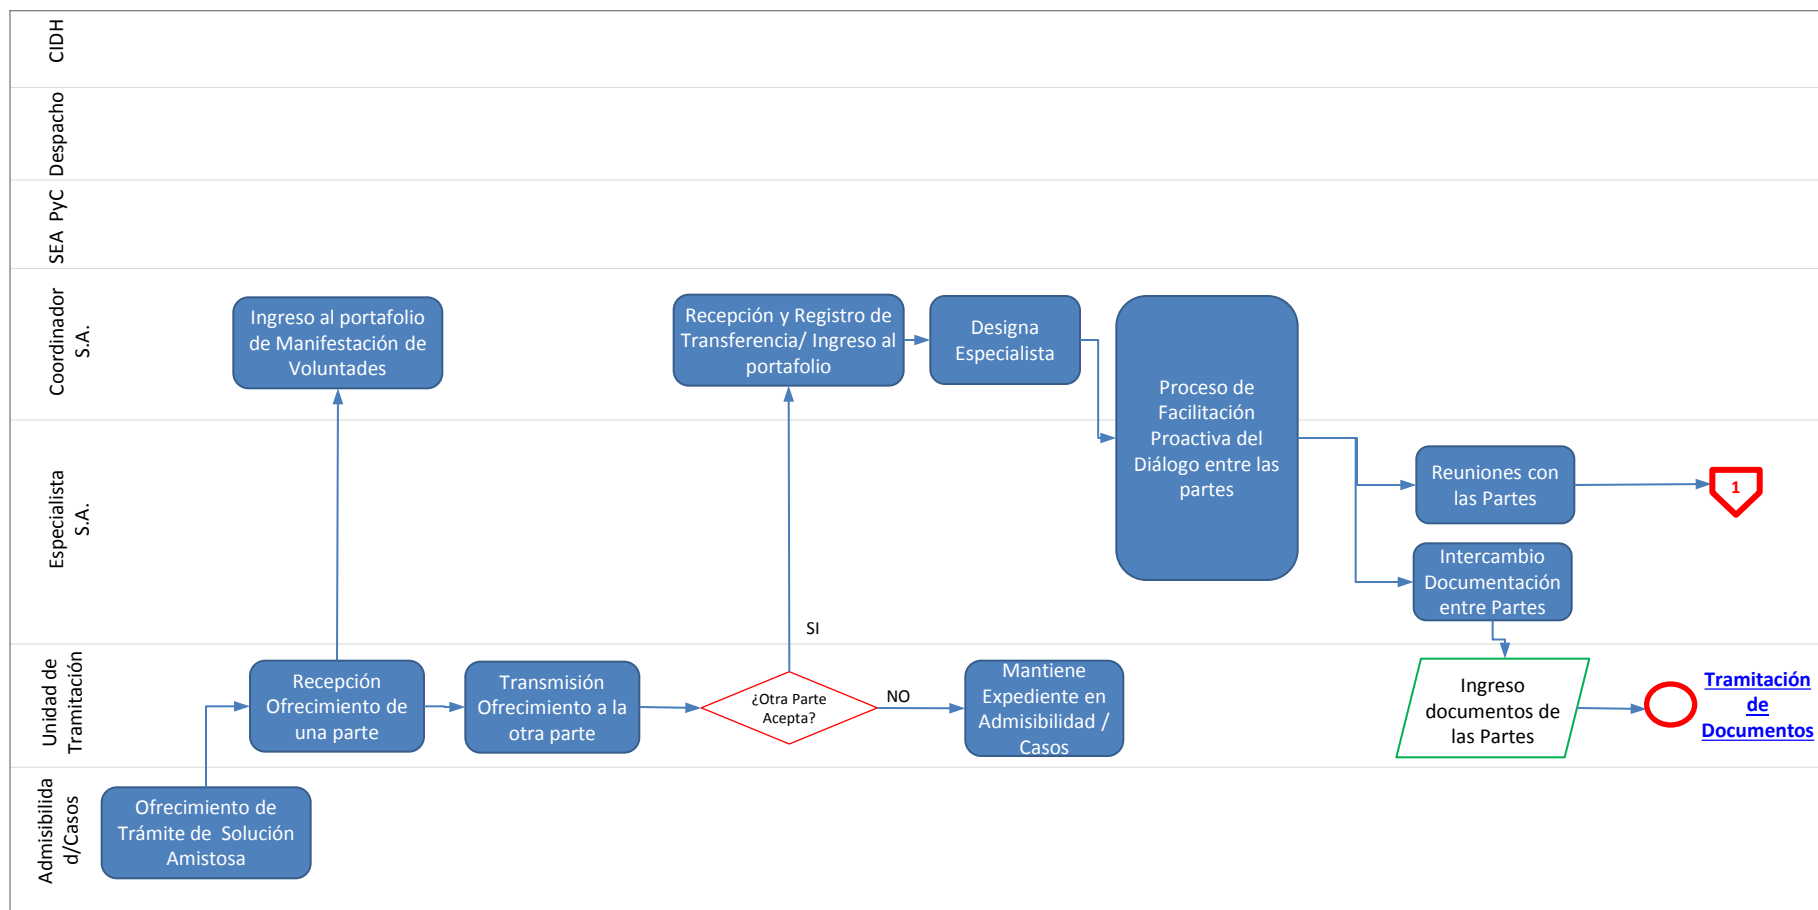 CIDH
Despacho
SEA PyC
Coordinador
S.A.
Ingreso al portafolio
de Manifestación de
Voluntades
Recepción y Registro de
Transferencia/ Ingreso al
portafolio
Designa
Especialista
Proceso de
Facilitación
Proactiva del
Diálogo entre las
partes
Especialista
S.A.
Reuniones con
las Partes
1
Intercambio
Documentación
entre Partes
SI
Unidad de
Tramitación
Recepción
Ofrecimiento de
una parte
Transmisión
Ofrecimiento a la
otra parte
¿Otra Parte
Acepta?
NO
Mantiene
Expediente en
Admisibilidad /
Casos
Ingreso
documentos de
las Partes
Tramitación
de
Documentos
Admisibilida
d/Casos
Ofrecimiento de
Trámite de Solución
Amistosa